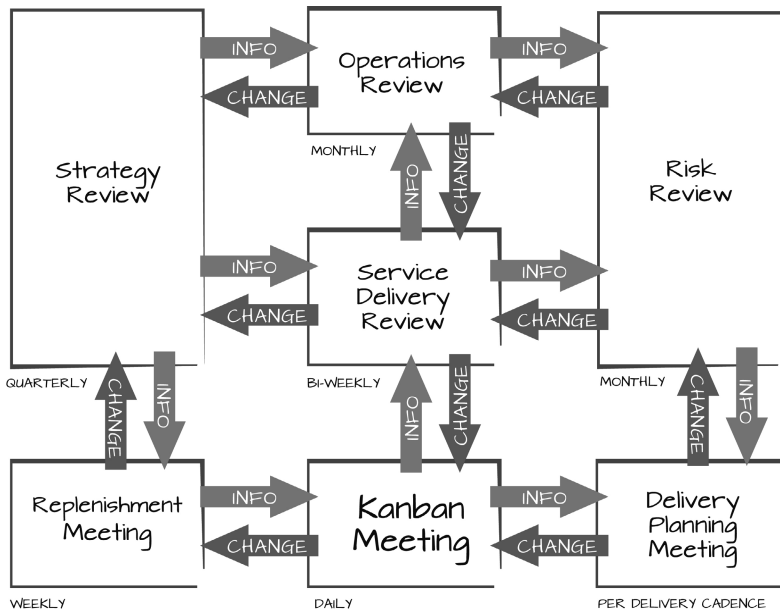 INFO
Operations
Review
INFO
CHANGE
CHANGE
MONTHLY
Strategy
Review
INFO
CHANGE
Risk
Review
INFO
Service
Delivery
Review
INFO
CHANGE
CHANGE
QUARTERLY
BI-WEEKLY
MONTHLY
CHANGE
INFO
INFO
CHANGE
CHANGE
INFO
Replenishment
Meeting
INFO
CHANGE
Kanban
Meeting
INFO
CHANGE
Delivery
Planning
Meeting
WEEKLY
DAILY
PER DELIVERY CADENCE